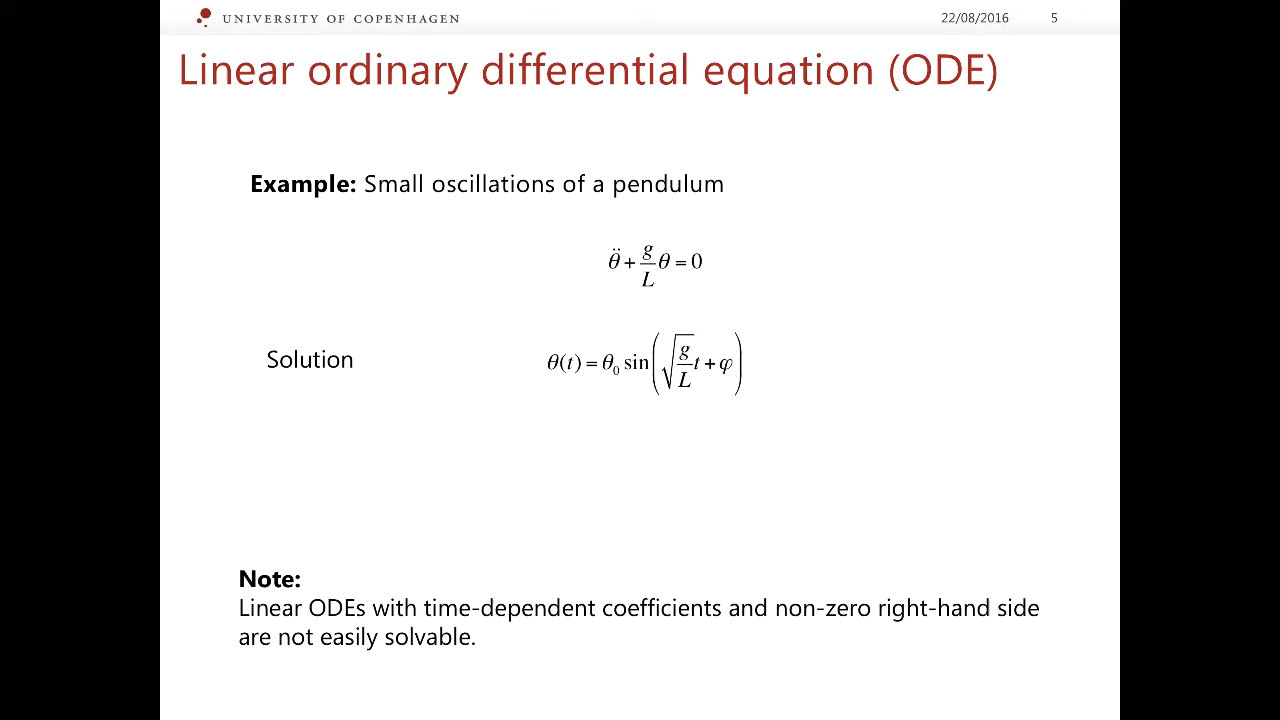 UNIVERSITY OF COPENHAGEN 22/08/2016 5
Linear ordinary differential equation (ODE)
Example: Small oscillations of a pendulum
θ̈ + g/L θ = 0
Solution θ(t) = θ₀ sin(√(g/L) t + φ)
Note:
Linear ODEs with time-dependent coefficients and non-zero right-hand side
are not easily solvable.